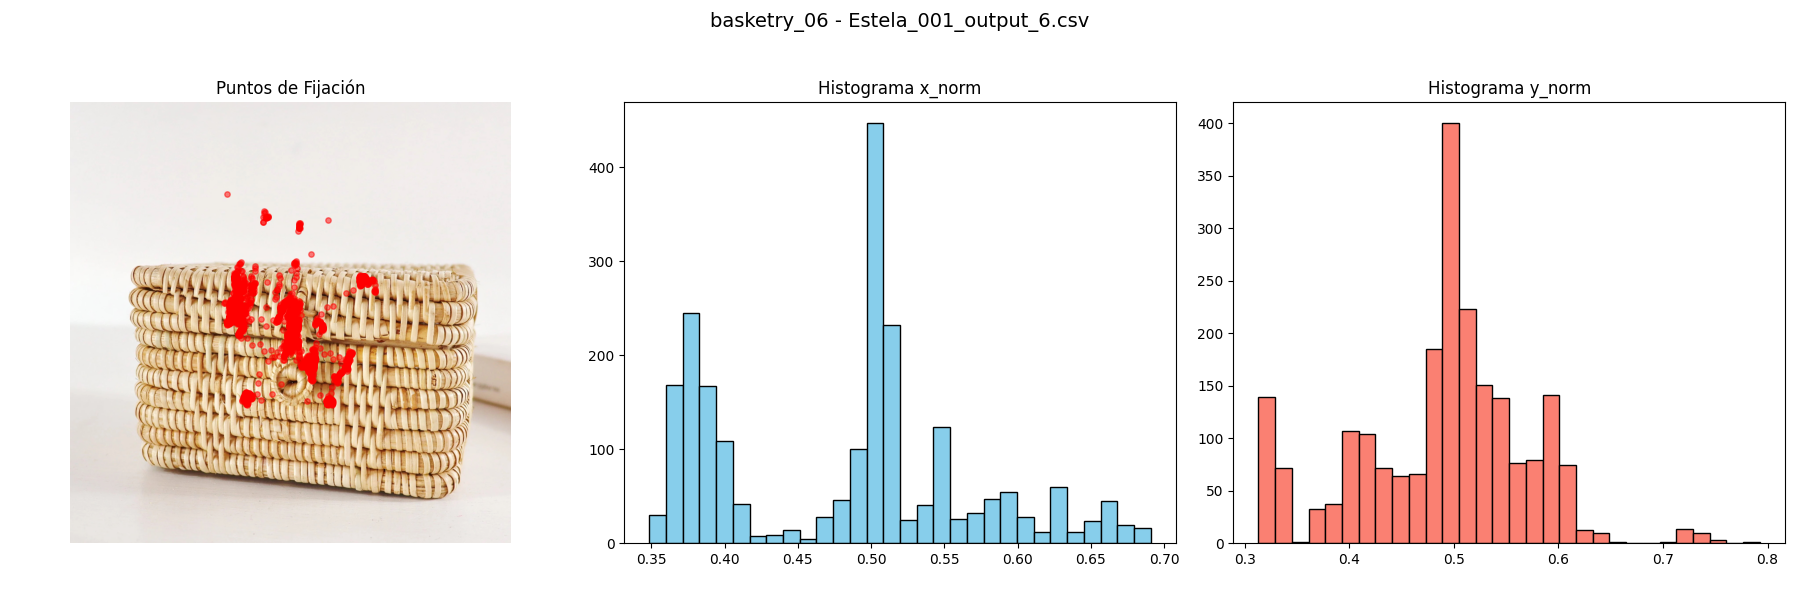 basketry_06 - Estela_001_output_6.csv
Puntos de Fijación
Histograma x_norm
Histograma y_norm
400
300
200
100
0
0.35 0.40 0.45 0.50 0.55 0.60 0.65 0.70
400
350
300
250
200
150
100
50
0
0.3 0.4 0.5 0.6 0.7 0.8